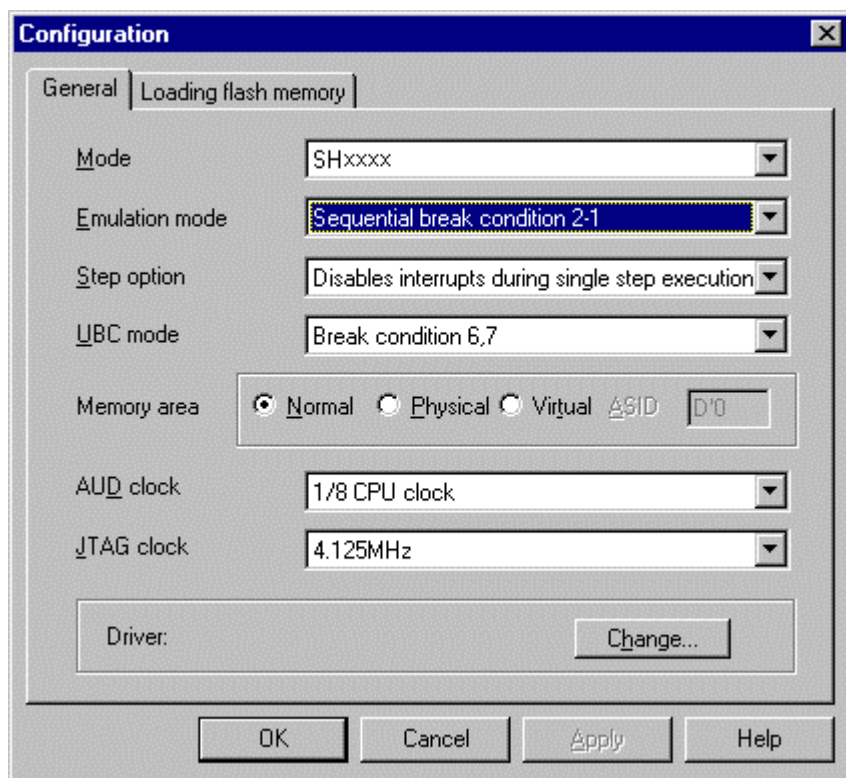 Configuration
General Loading flash memory
Mode SHxxxx
Emulation mode Sequential break condition 2-1
Step option Disables interrupts during single step execution
UBC mode Break condition 6,7
Memory area Normal Physical Virtual ASID D'0
AUD clock 1/8 CPU clock
JTAG clock 4.125MHz
Driver: Change...
OK Cancel Apply Help